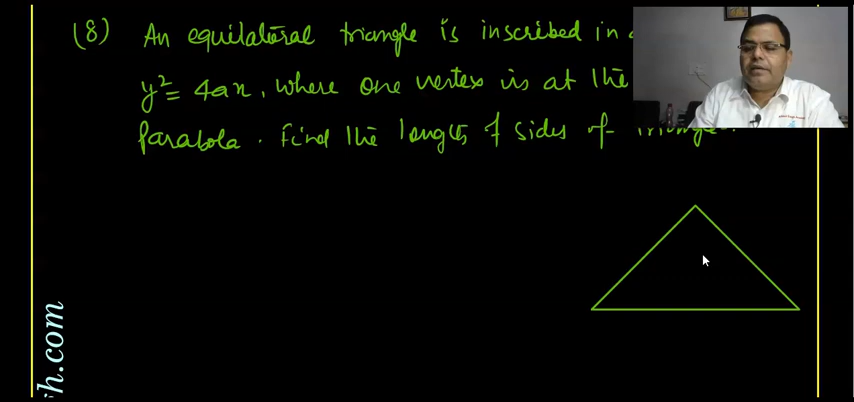 (8) An equilateral triangle is inscribed in
y²= 4ax, where one vertex is at the
parabola. Find the length of sides of triangle.
h.com